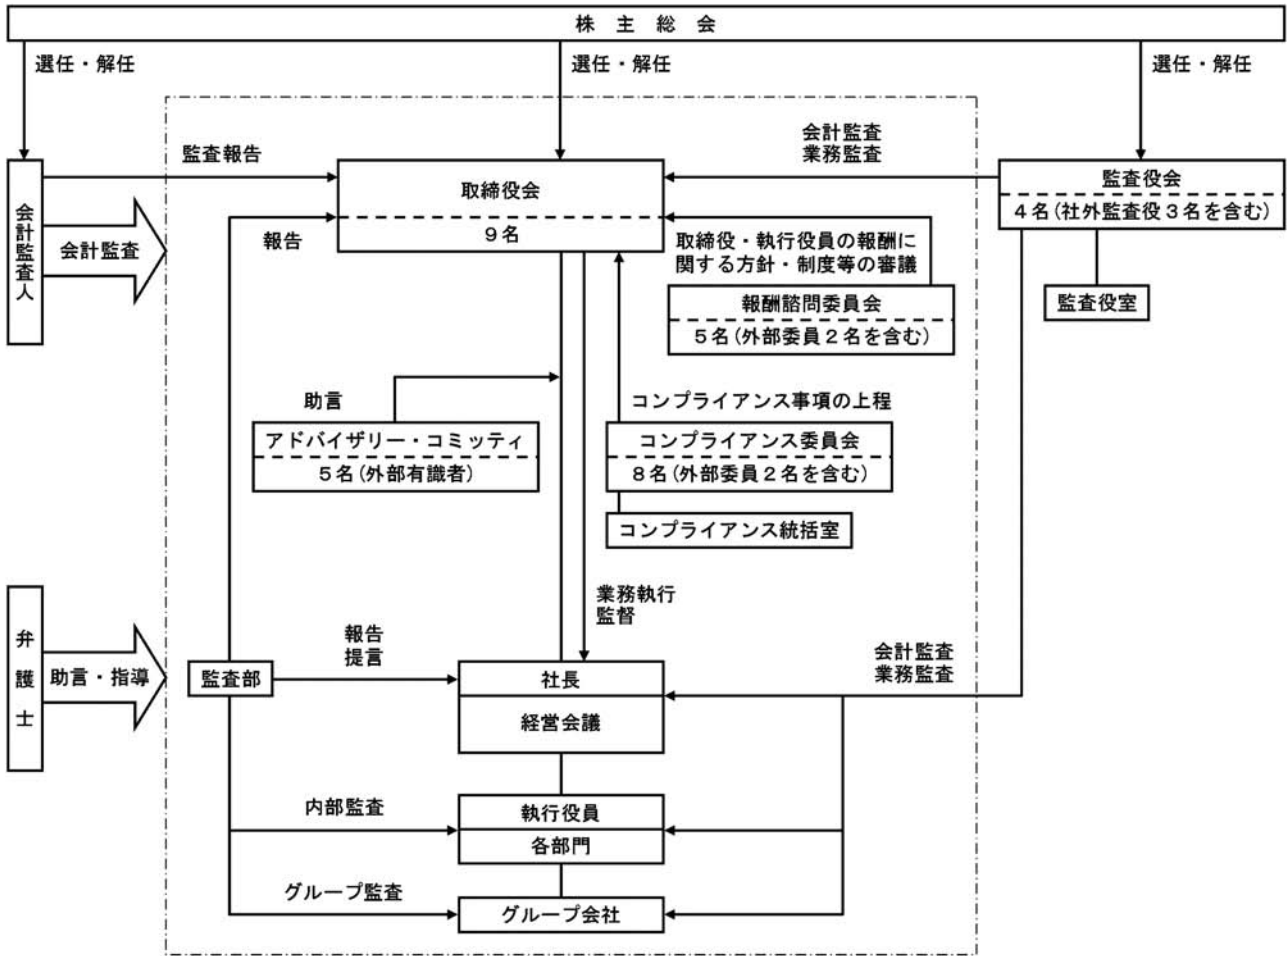 株主総会
選任・解任
選任・解任
選任・解任
会計監査
業務監査
監査報告
取締役会
9名
監査役会
4名(社外監査役3名を含む)
会計監査人
会計監査
報告
取締役・執行役員の報酬に
関する方針・制度等の審議
報酬諮問委員会
5名(外部委員2名を含む)
監査役室
助言
アドバイザリー・コミッティ
5名(外部有識者)
コンプライアンス事項の上程
コンプライアンス委員会
8名(外部委員2名を含む)
コンプライアンス統括室
業務執行
監督
弁護士
助言・指導
監査部
報告
提言
社長
経営会議
会計監査
業務監査
内部監査
執行役員
各部門
グループ監査
グループ会社